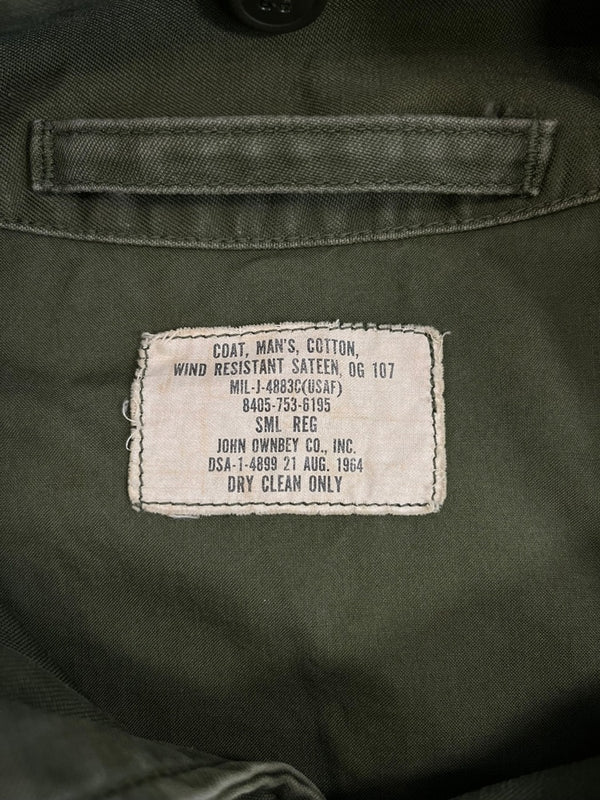 COAT, MAN'S, COTTON,
WIND RESISTANT SATEEN, OG 107
MIL-J-4883C(USAF)
8405-753-6195
SML REG
JOHN OWNBEY CO., INC.
DSA-1-4899 21 AUG. 1964
DRY CLEAN ONLY